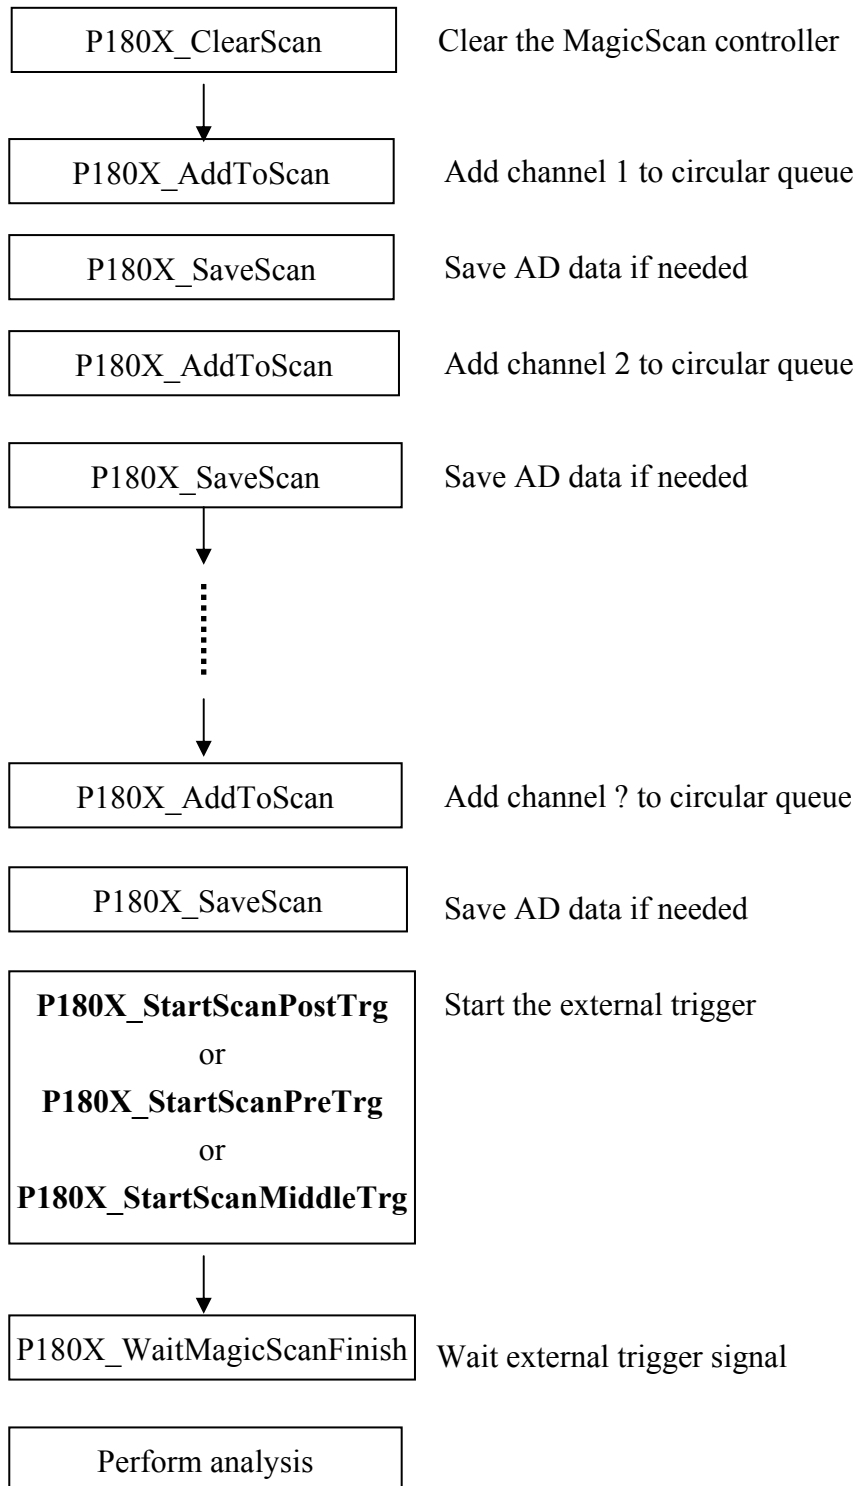 P180X_ClearScan Clear the MagicScan controller
P180X_AddToScan Add channel 1 to circular queue
P180X_SaveScan Save AD data if needed
P180X_AddToScan Add channel 2 to circular queue
P180X_SaveScan Save AD data if needed
P180X_AddToScan Add channel ? to circular queue
P180X_SaveScan Save AD data if needed
P180X_StartScanPostTrg Start the external trigger
or
P180X_StartScanPreTrg
or
P180X_StartScanMiddleTrg
P180X_WaitMagicScanFinish Wait external trigger signal
Perform analysis